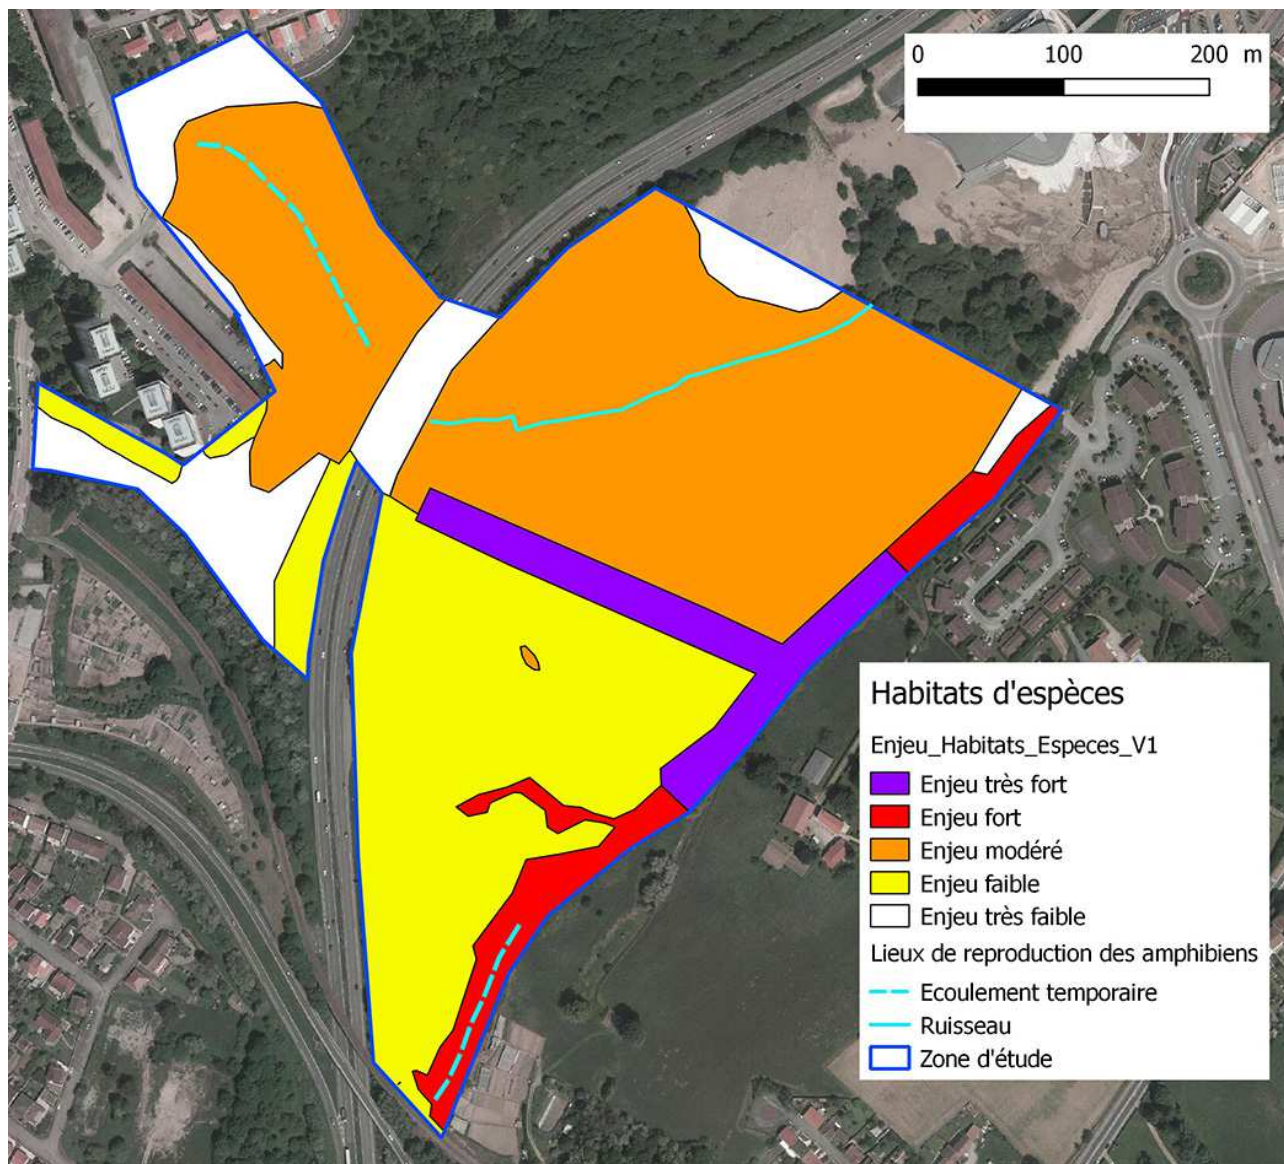 0 100 200 m
Habitats d'espèces
Enjeu_Habitats_Especes_V1
Enjeu très fort
Enjeu fort
Enjeu modéré
Enjeu faible
Enjeu très faible
Lieux de reproduction des amphibiens
Ecoulement temporaire
Ruisseau
Zone d'étude